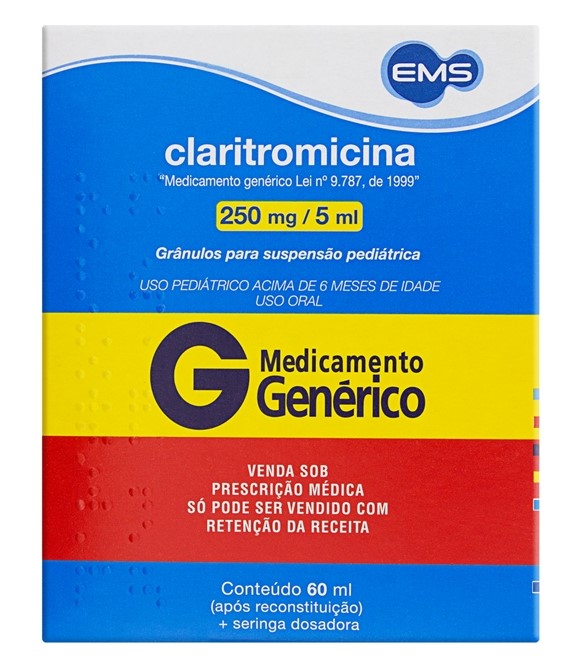 EMS
claritromicina
"Medicamento genérico Lei nº 9.787, de 1999"
250 mg / 5 ml
Grânulos para suspensão pediátrica
USO PEDIÁTRICO ACIMA DE 6 MESES DE IDADE
USO ORAL
G Medicamento
Genérico
VENDA SOB
PRESCRIÇÃO MÉDICA
SÓ PODE SER VENDIDO COM
RETENÇÃO DA RECEITA
Conteúdo 60 ml
(após reconstituição)
+ seringa dosadora